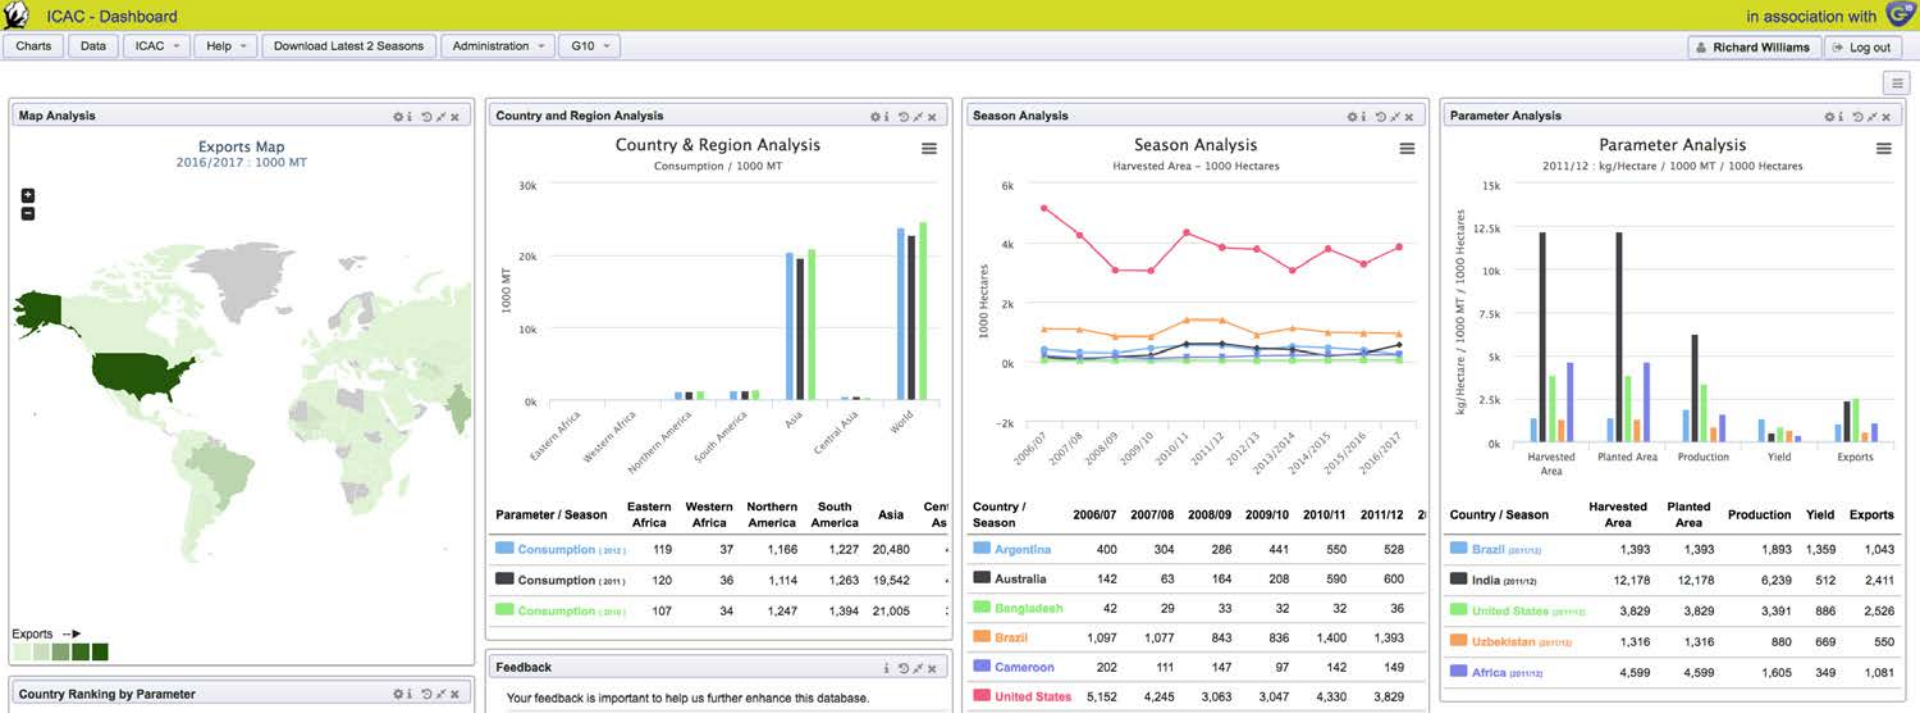 ICAC - Dashboard
in association with
Charts Data ICAC Help Download Latest 2 Seasons Administration G10
Richard Williams Log out
Map Analysis
Exports Map
2016/2017 : 1000 MT
Exports
Country Ranking by Parameter
Country and Region Analysis
Country & Region Analysis
Consumption / 1000 MT
30k
20k
10k
0k
1000 MT
Eastern Africa
Western Africa
Northern America
South America
Asia
Central Asia
World
Parameter / Season Eastern Africa Western Africa Northern America South America Asia Cent As
Consumption (2012) 119 37 1,166 1,227 20,480
Consumption (2011) 120 36 1,114 1,263 19,542
Consumption 107 34 1,247 1,394 21,005
Feedback
Your feedback is important to help us further enhance this database.
Season Analysis
Season Analysis
Harvested Area - 1000 Hectares
6k
4k
2k
0k
-2k
1000 Hectares
2006/07
2007/08
2008/09
2009/10
2010/11
2011/12
2012/13
2013/2014
2014/2015
2015/2016
2016/2017
Country / Season 2006/07 2007/08 2008/09 2009/10 2010/11 2011/12
Argentina 400 304 286 441 550 528
Australia 142 63 164 208 590 600
Bangladesh 42 29 33 32 32 36
Brazil 1,097 1,077 843 836 1,400 1,393
Cameroon 202 111 147 97 142 149
United States 5,152 4,245 3,063 3,047 4,330 3,829
Parameter Analysis
Parameter Analysis
2011/12 : kg/Hectare / 1000 MT / 1000 Hectares
15k
12.5k
10k
7.5k
5k
2.5k
0k
kg/Hectare / 1000 MT / 1000 Hectares
Harvested Area
Planted Area
Production
Yield
Exports
Country / Season Harvested Area Planted Area Production Yield Exports
Brazil (2011/12) 1,393 1,393 1,893 1,359 1,043
India (2011/12) 12,178 12,178 6,239 512 2,411
United States (2011/12) 3,829 3,829 3,391 886 2,526
Uzbekistan (2011/12) 1,316 1,316 880 669 550
Africa (2011/12) 4,599 4,599 1,605 349 1,081